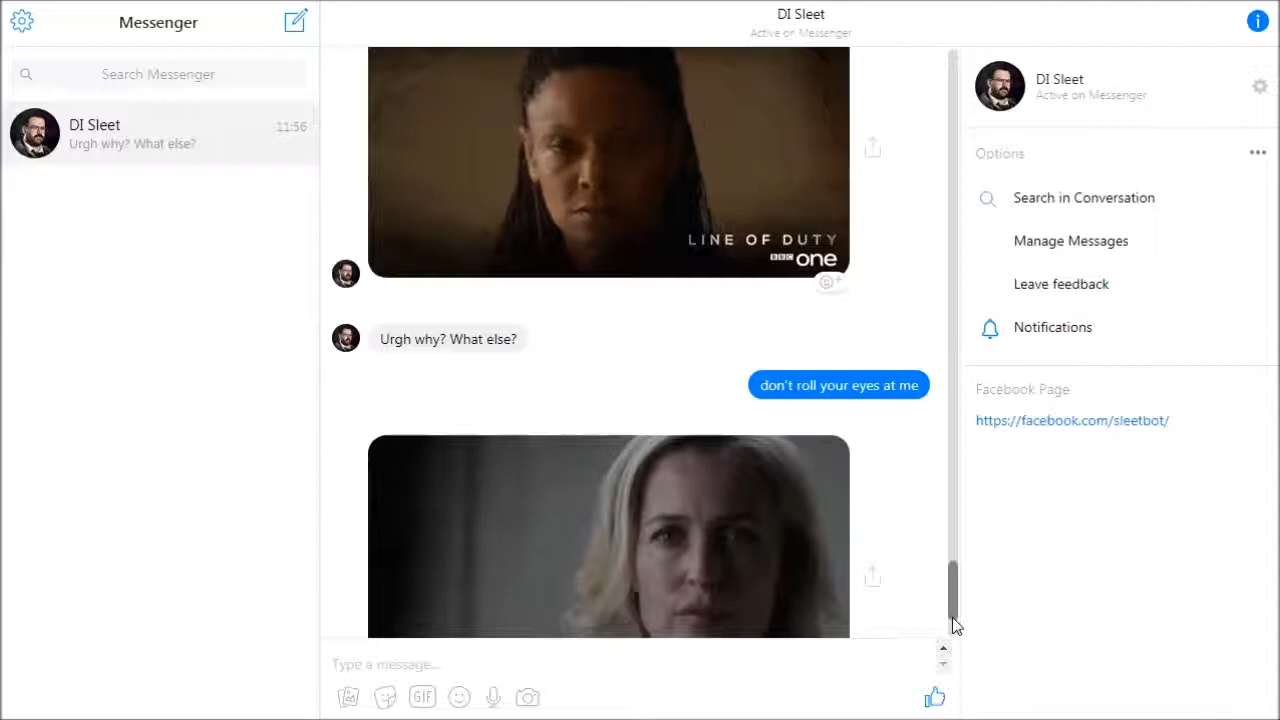 Messenger
Search Messenger
DI Sleet
11:56
Urgh why? What else?
DI Sleet
Active on Messenger
LINE OF DUTY
BBC one
Urgh why? What else?
don't roll your eyes at me
Type a message...
GIF
i
DI Sleet
Active on Messenger
Options
Search in Conversation
Manage Messages
Leave feedback
Notifications
Facebook Page
https://facebook.com/sleetbot/